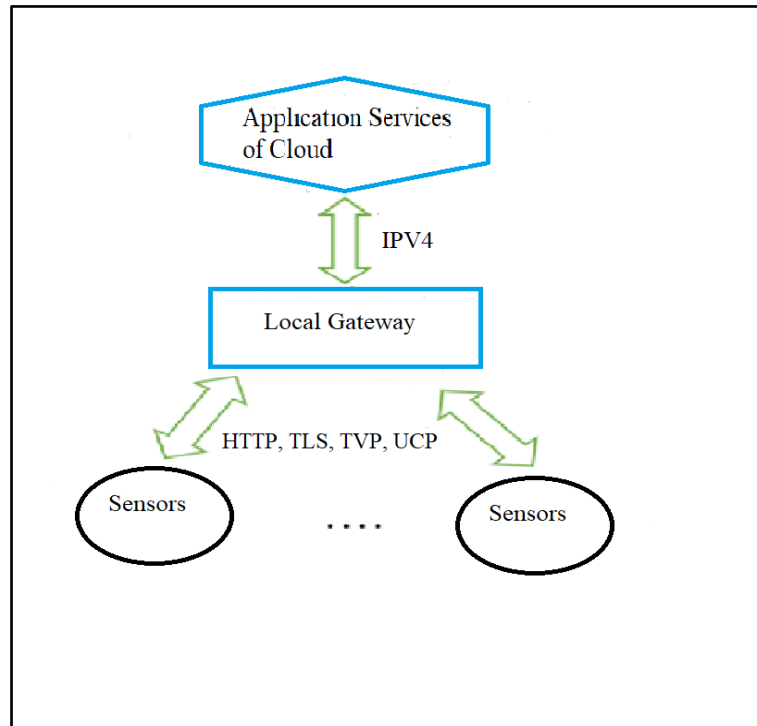 Application Services
of Cloud
IPV4
Local Gateway
HTTP, TLS, TVP, UCP
Sensors
....
Sensors